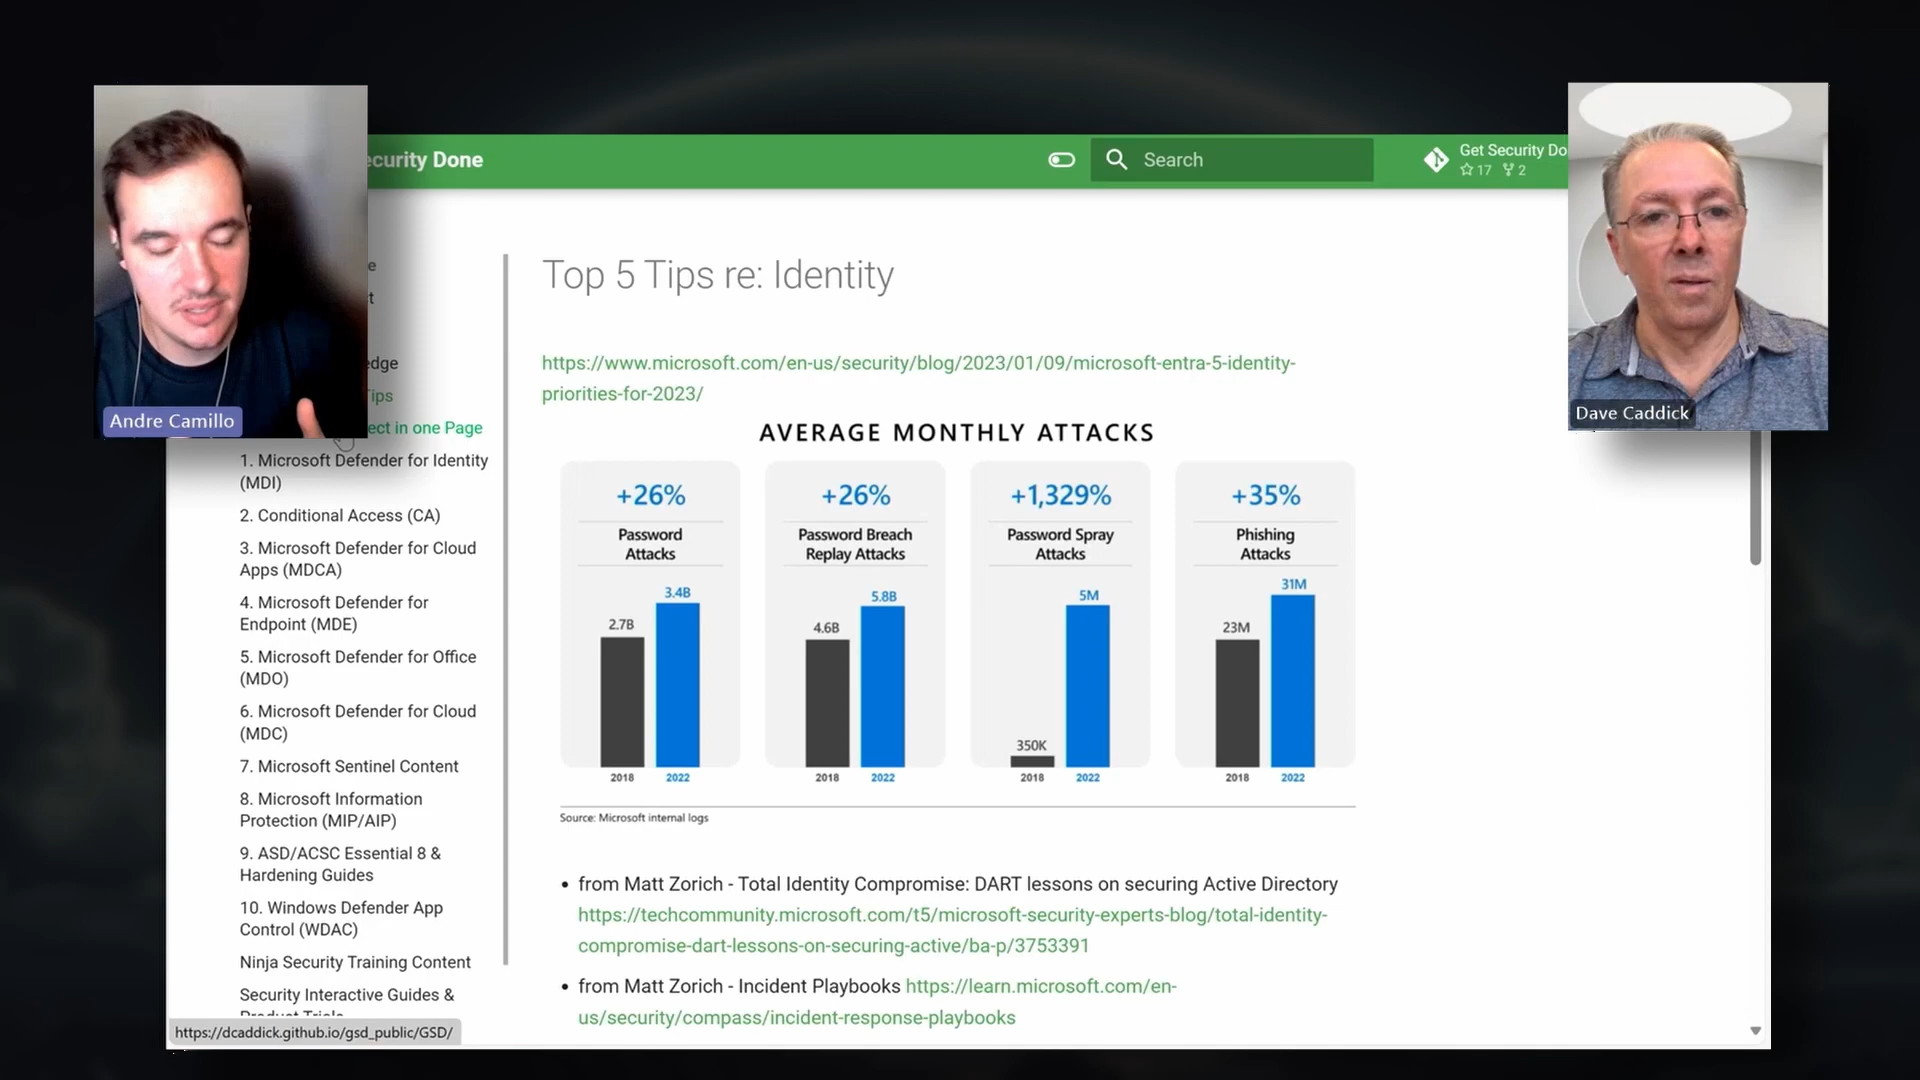 ecurity Done
Search
Get Security Do
17 2
Andre Camillo
Dave Caddick
e
t
edge
Tips
ect in one Page
1. Microsoft Defender for Identity
(MDI)
2. Conditional Access (CA)
3. Microsoft Defender for Cloud
Apps (MDCA)
4. Microsoft Defender for
Endpoint (MDE)
5. Microsoft Defender for Office
(MDO)
6. Microsoft Defender for Cloud
(MDC)
7. Microsoft Sentinel Content
8. Microsoft Information
Protection (MIP/AIP)
9. ASD/ACSC Essential 8 &
Hardening Guides
10. Windows Defender App
Control (WDAC)
Ninja Security Training Content
Security Interactive Guides &
Product Trials
https://dcaddick.github.io/gsd_public/GSD/
Top 5 Tips re: Identity
https://www.microsoft.com/en-us/security/blog/2023/01/09/microsoft-entra-5-identity-
priorities-for-2023/
AVERAGE MONTHLY ATTACKS
+26%
Password
Attacks
2.7B
3.4B
2018 2022
+26%
Password Breach
Replay Attacks
4.6B
5.8B
2018 2022
+1,329%
Password Spray
Attacks
350K
5M
2018 2022
+35%
Phishing
Attacks
23M
31M
2018 2022
Source: Microsoft internal logs
• from Matt Zorich - Total Identity Compromise: DART lessons on securing Active Directory
https://techcommunity.microsoft.com/t5/microsoft-security-experts-blog/total-identity-
compromise-dart-lessons-on-securing-active/ba-p/3753391
• from Matt Zorich - Incident Playbooks https://learn.microsoft.com/en-
us/security/compass/incident-response-playbooks